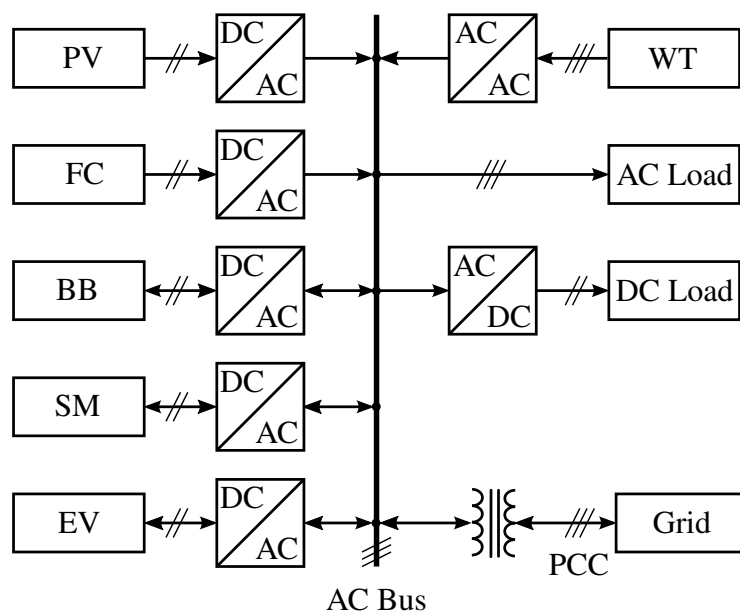 PV
DC
AC
AC
AC
WT
FC
DC
AC
AC Load
BB
DC
AC
AC
DC
DC Load
SM
DC
AC
EV
DC
AC
Grid
PCC
AC Bus